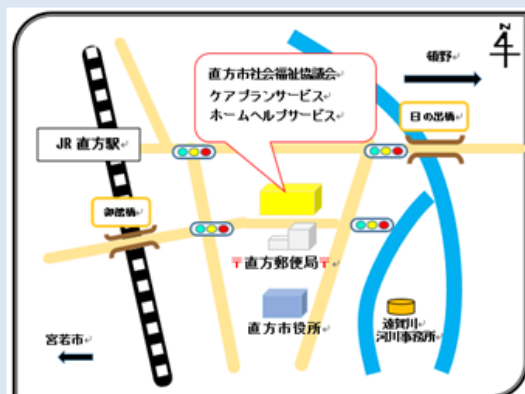 N
頓野
直方市社会福祉協議会
ケアプランサービス
ホームヘルプサービス
日の出橋
JR 直方駅
御館橋
〒直方郵便局〒
直方市役所
遠賀川
河川事務所
宮若市